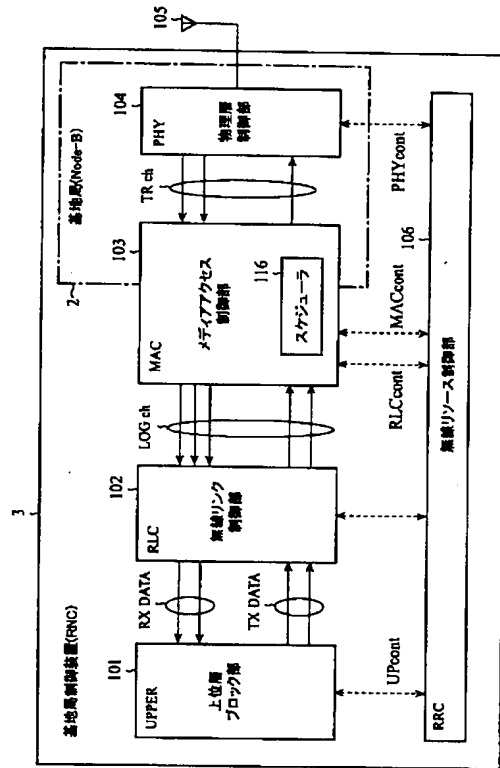 3
基地局制御装置(RNC)
基地局(Node-B)
2
105
101
UPPER
上位層
ブロック部
RX DATA
TX DATA
102
RLC
無線リンク
制御部
LOG ch
103
MAC
メディアアクセス
制御部
116
スケジューラ
TR ch
104
PHY
物理層
制御部
UPcont
RLCcont
MACcont
PHYcont
106
RRC
無線リソース制御部